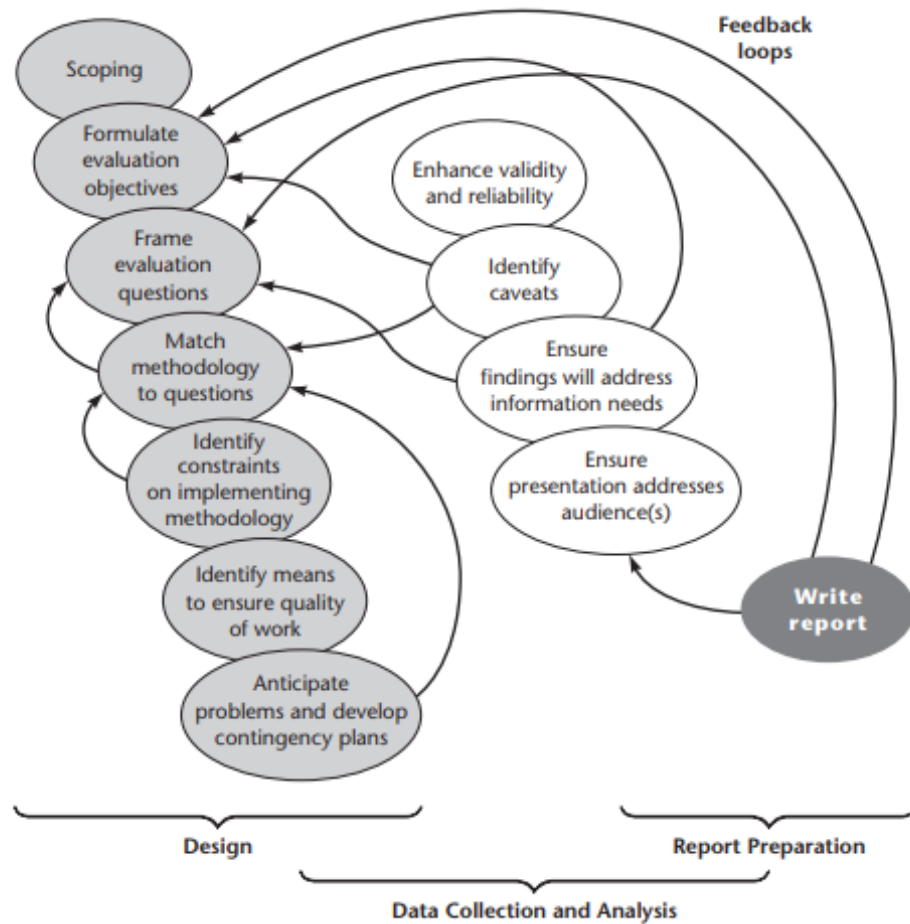 Feedback
loops
Scoping
Formulate
evaluation
objectives
Frame
evaluation
questions
Match
methodology
to questions
Identify
constraints
on implementing
methodology
Identify means
to ensure quality
of work
Anticipate
problems and develop
contingency plans
Enhance validity
and reliability
Identify
caveats
Ensure
findings will address
information needs
Ensure
presentation addresses
audience(s)
Write
report
Design
Report Preparation
Data Collection and Analysis